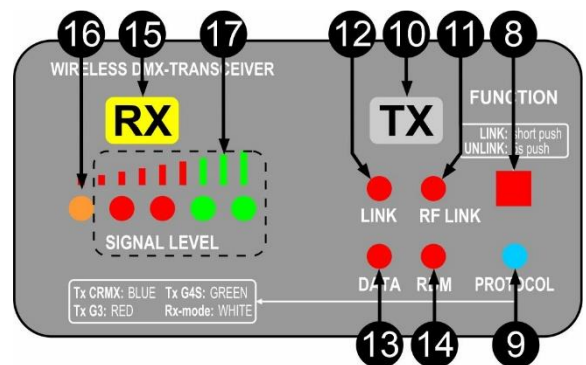 16 15 17 12 10 11 8
WIRELESS DMX-TRANSCEIVER
RX
TX
FUNCTION
LINK: short push
UNLINK: 5s push
LINK
RF LINK
SIGNAL LEVEL
DATA
RDM
PROTOCOL
Tx CRMX: BLUE Tx G4S: GREEN
Tx G3: RED Rx-mode: WHITE
13 14 9